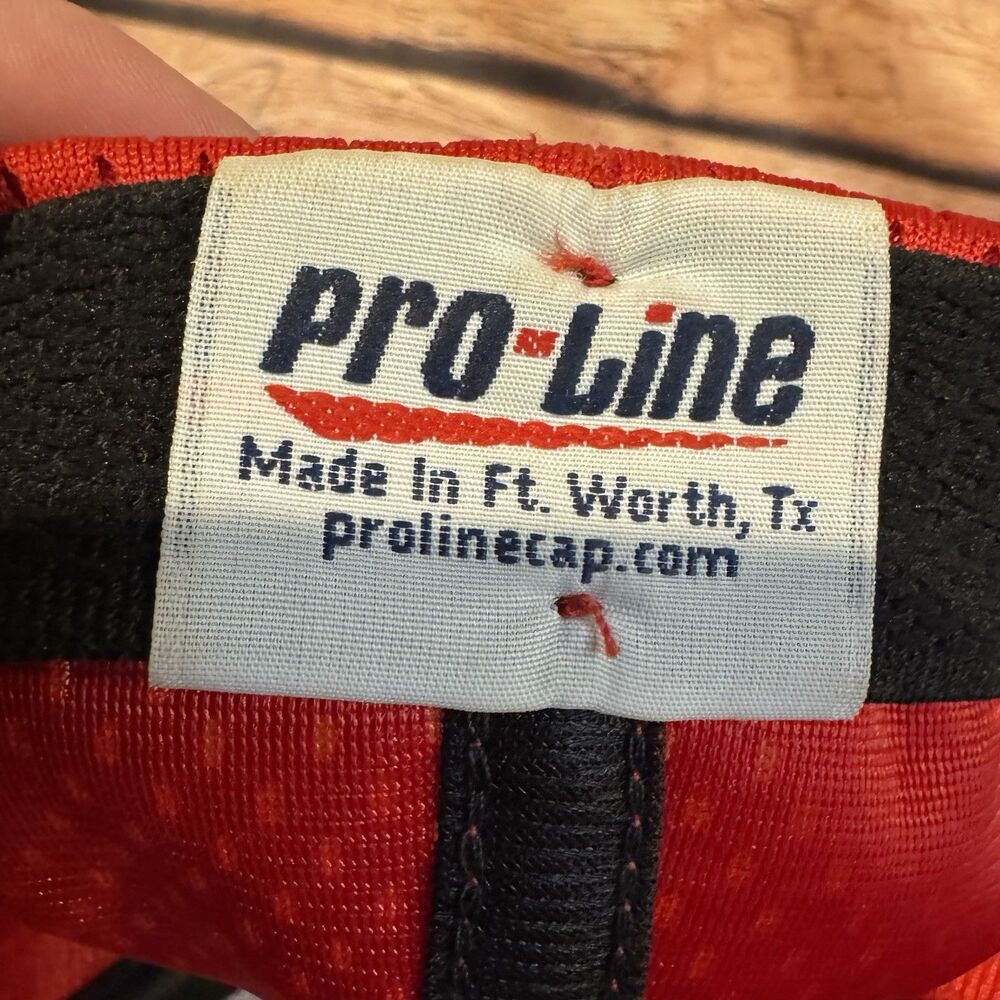 Pro-Line
Made In Ft. Worth, Tx
prolinecap.com